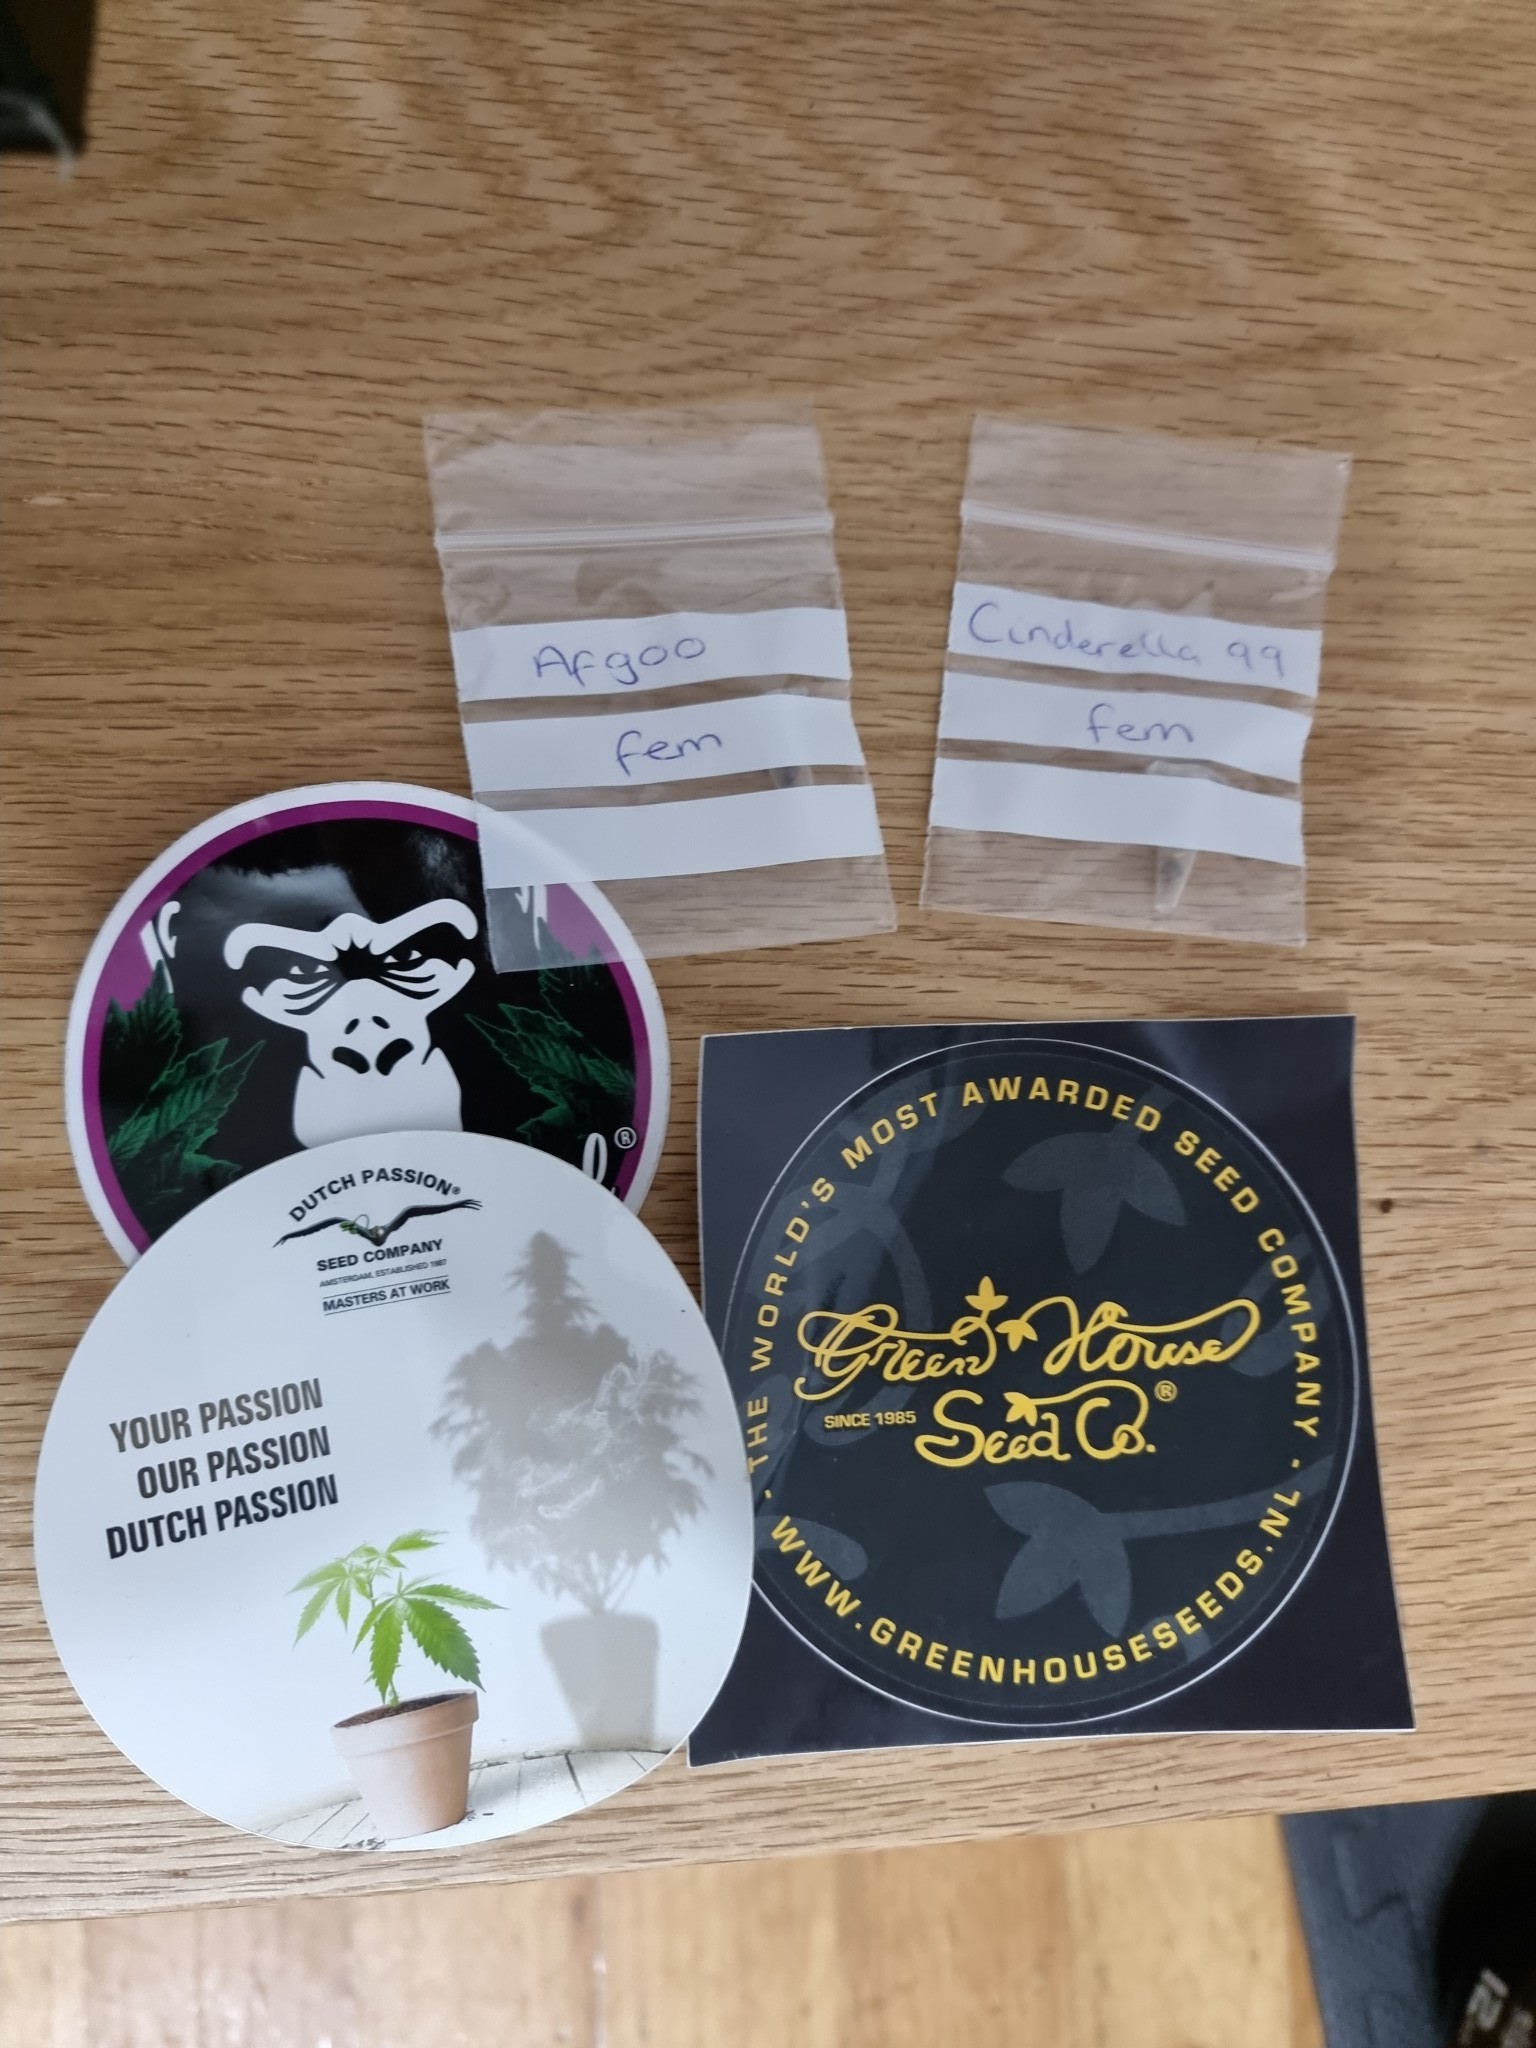 Afgoo
fem
Cinderella 99
fem
DUTCH PASSION®
SEED COMPANY
AMSTERDAM, ESTABLISHED 1987
MASTERS AT WORK
YOUR PASSION
OUR PASSION
DUTCH PASSION
- THE WORLD'S MOST AWARDED SEED COMPANY -
Green House
SINCE 1985 Seed Co.®
WWW.GREENHOUSESEEDS.NL
®
12